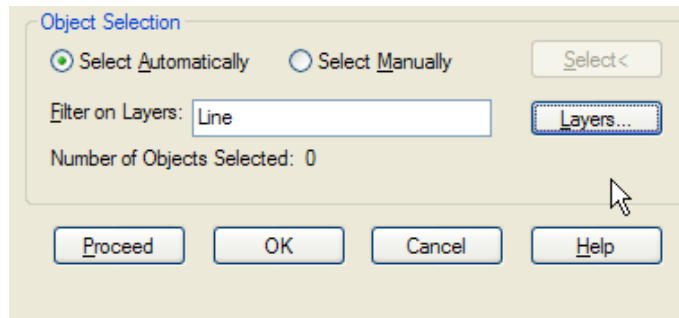 Object Selection
Select Automatically Select Manually Select<
Filter on Layers: Line Layers...
Number of Objects Selected: 0
Proceed OK Cancel Help